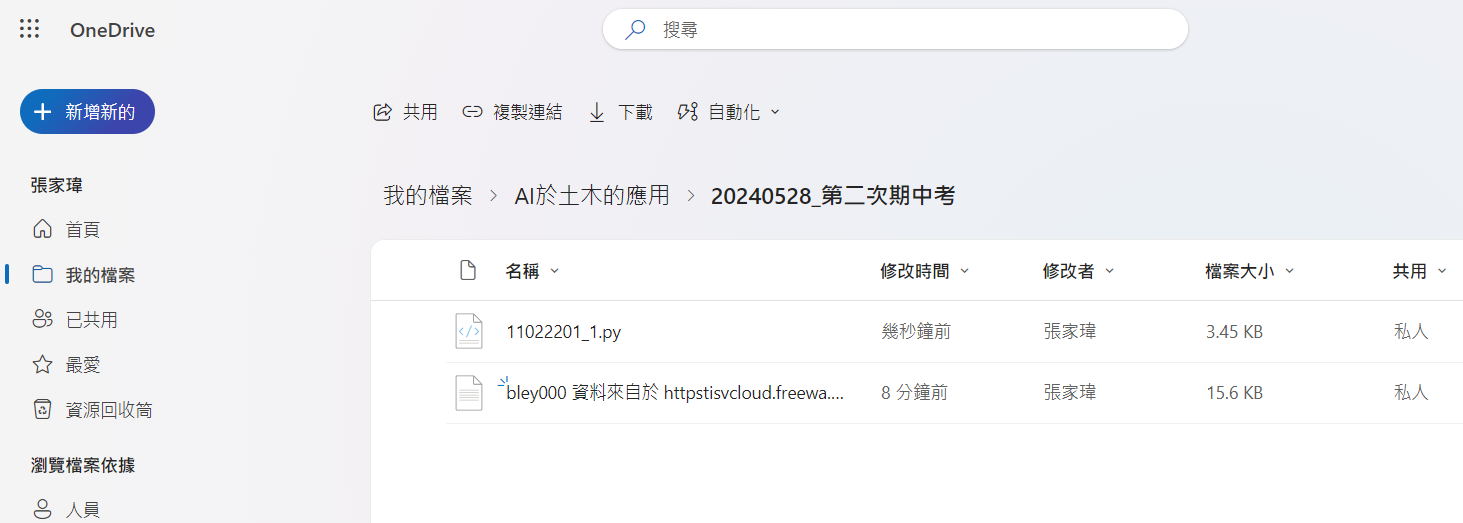 OneDrive
搜尋
新增新的
共用
複製連結
下載
自動化
張家瑋
首頁
我的檔案
已共用
最愛
資源回收筒
瀏覽檔案依據
人員
我的檔案 > AI於土木的應用 > 20240528_第二次期中考
名稱 修改時間 修改者 檔案大小 共用
11022201_1.py 幾秒鐘前 張家瑋 3.45 KB 私人
bley000 資料來自於 httpstisvcloud.freewa.... 8 分鐘前 張家瑋 15.6 KB 私人